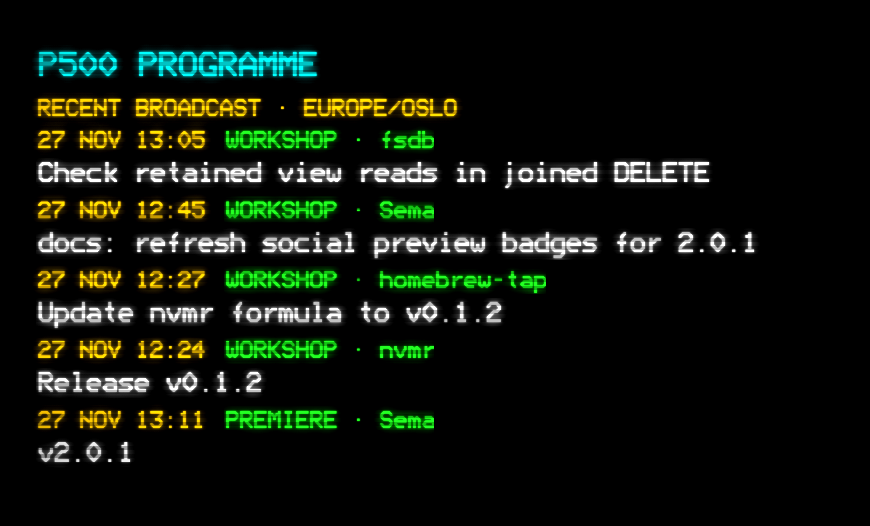 P500 PROGRAMME
RECENT BROADCAST · EUROPE/OSLO
27 NOV 13:05 WORKSHOP · fsdb
Check retained view reads in joined DELETE
27 NOV 12:45 WORKSHOP · Sema
docs: refresh social preview badges for 2.0.1
27 NOV 12:27 WORKSHOP · homebrew-tap
Update nvmr formula to v0.1.2
27 NOV 12:24 WORKSHOP · nvmr
Release v0.1.2
27 NOV 13:11 PREMIERE · Sema
v2.0.1